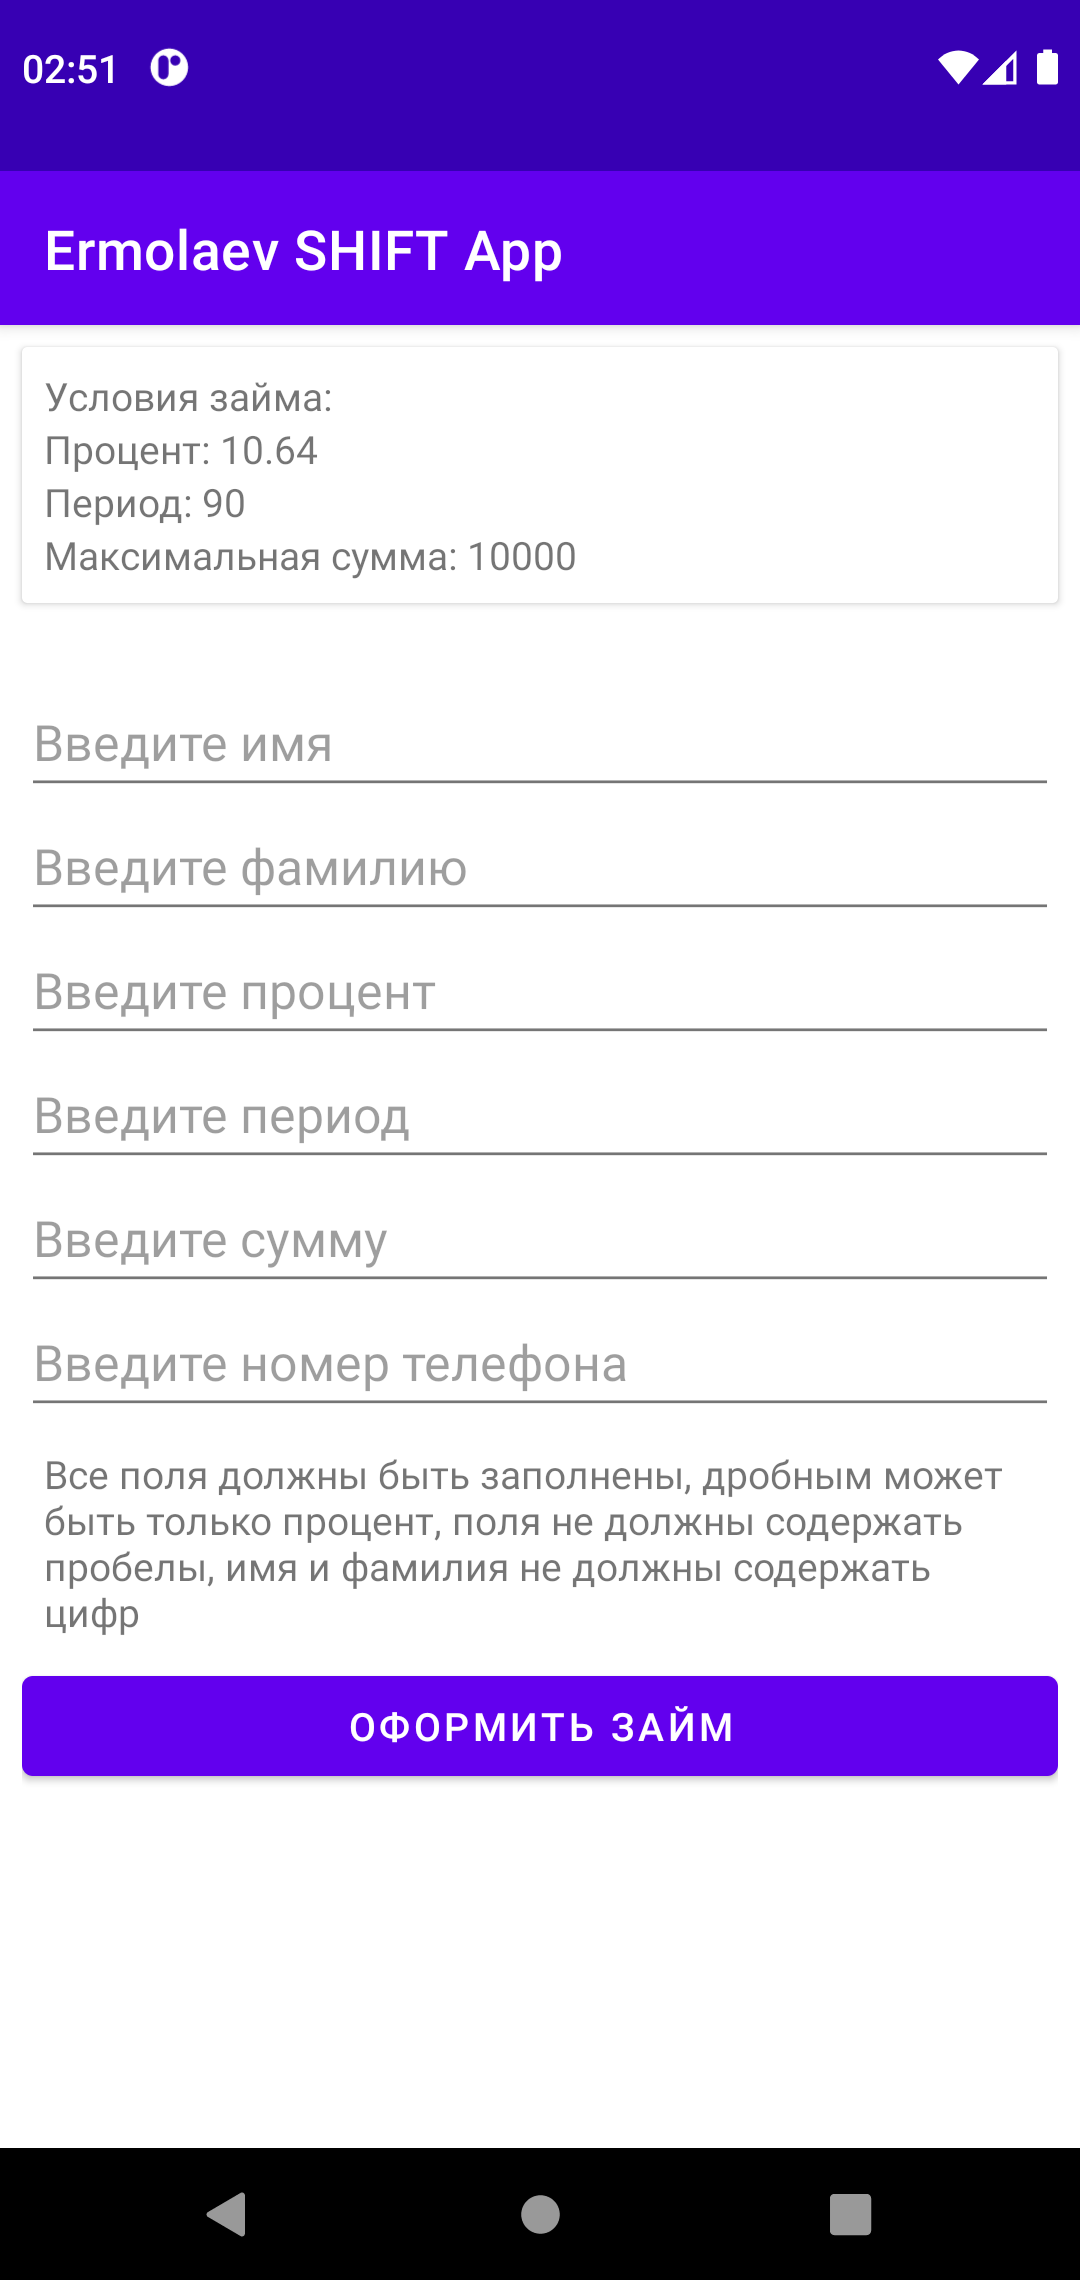 02:51
Ermolaev SHIFT App
Условия займа:
Процент: 10.64
Период: 90
Максимальная сумма: 10000
Введите имя
Введите фамилию
Введите процент
Введите период
Введите сумму
Введите номер телефона
Все поля должны быть заполнены, дробным может
быть только процент, поля не должны содержать
пробелы, имя и фамилия не должны содержать
цифр
ОФОРМИТЬ ЗАЙМ